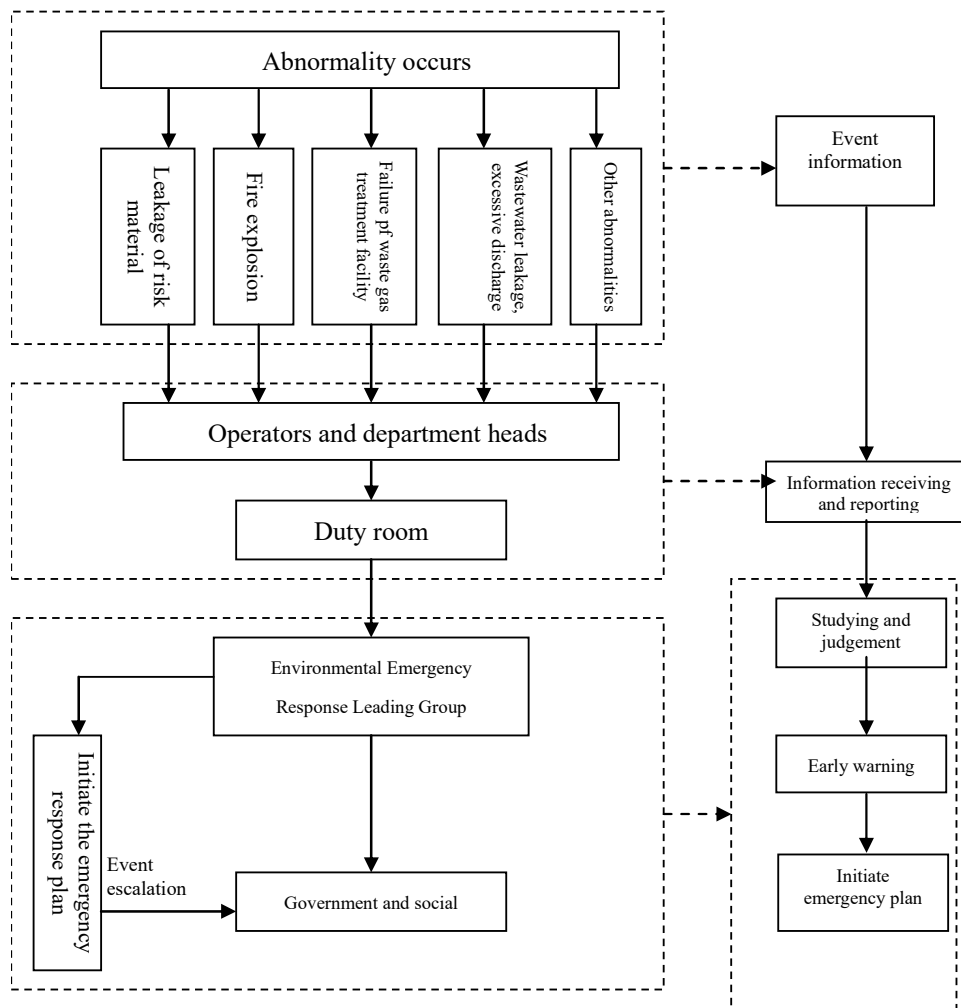 Abnormality occurs
Event
information
Leakage of risk
material
Fire explosion
Failure pf waste gas
treatment facility
Wastewater leakage,
excessive discharge
Other abnormalities
Operators and department heads
Information receiving
and reporting
Duty room
Studying and
judgement
Environmental Emergency
Response Leading Group
Initiate the emergency
response plan
Early warning
Event
escalation
Government and social
Initiate
emergency plan